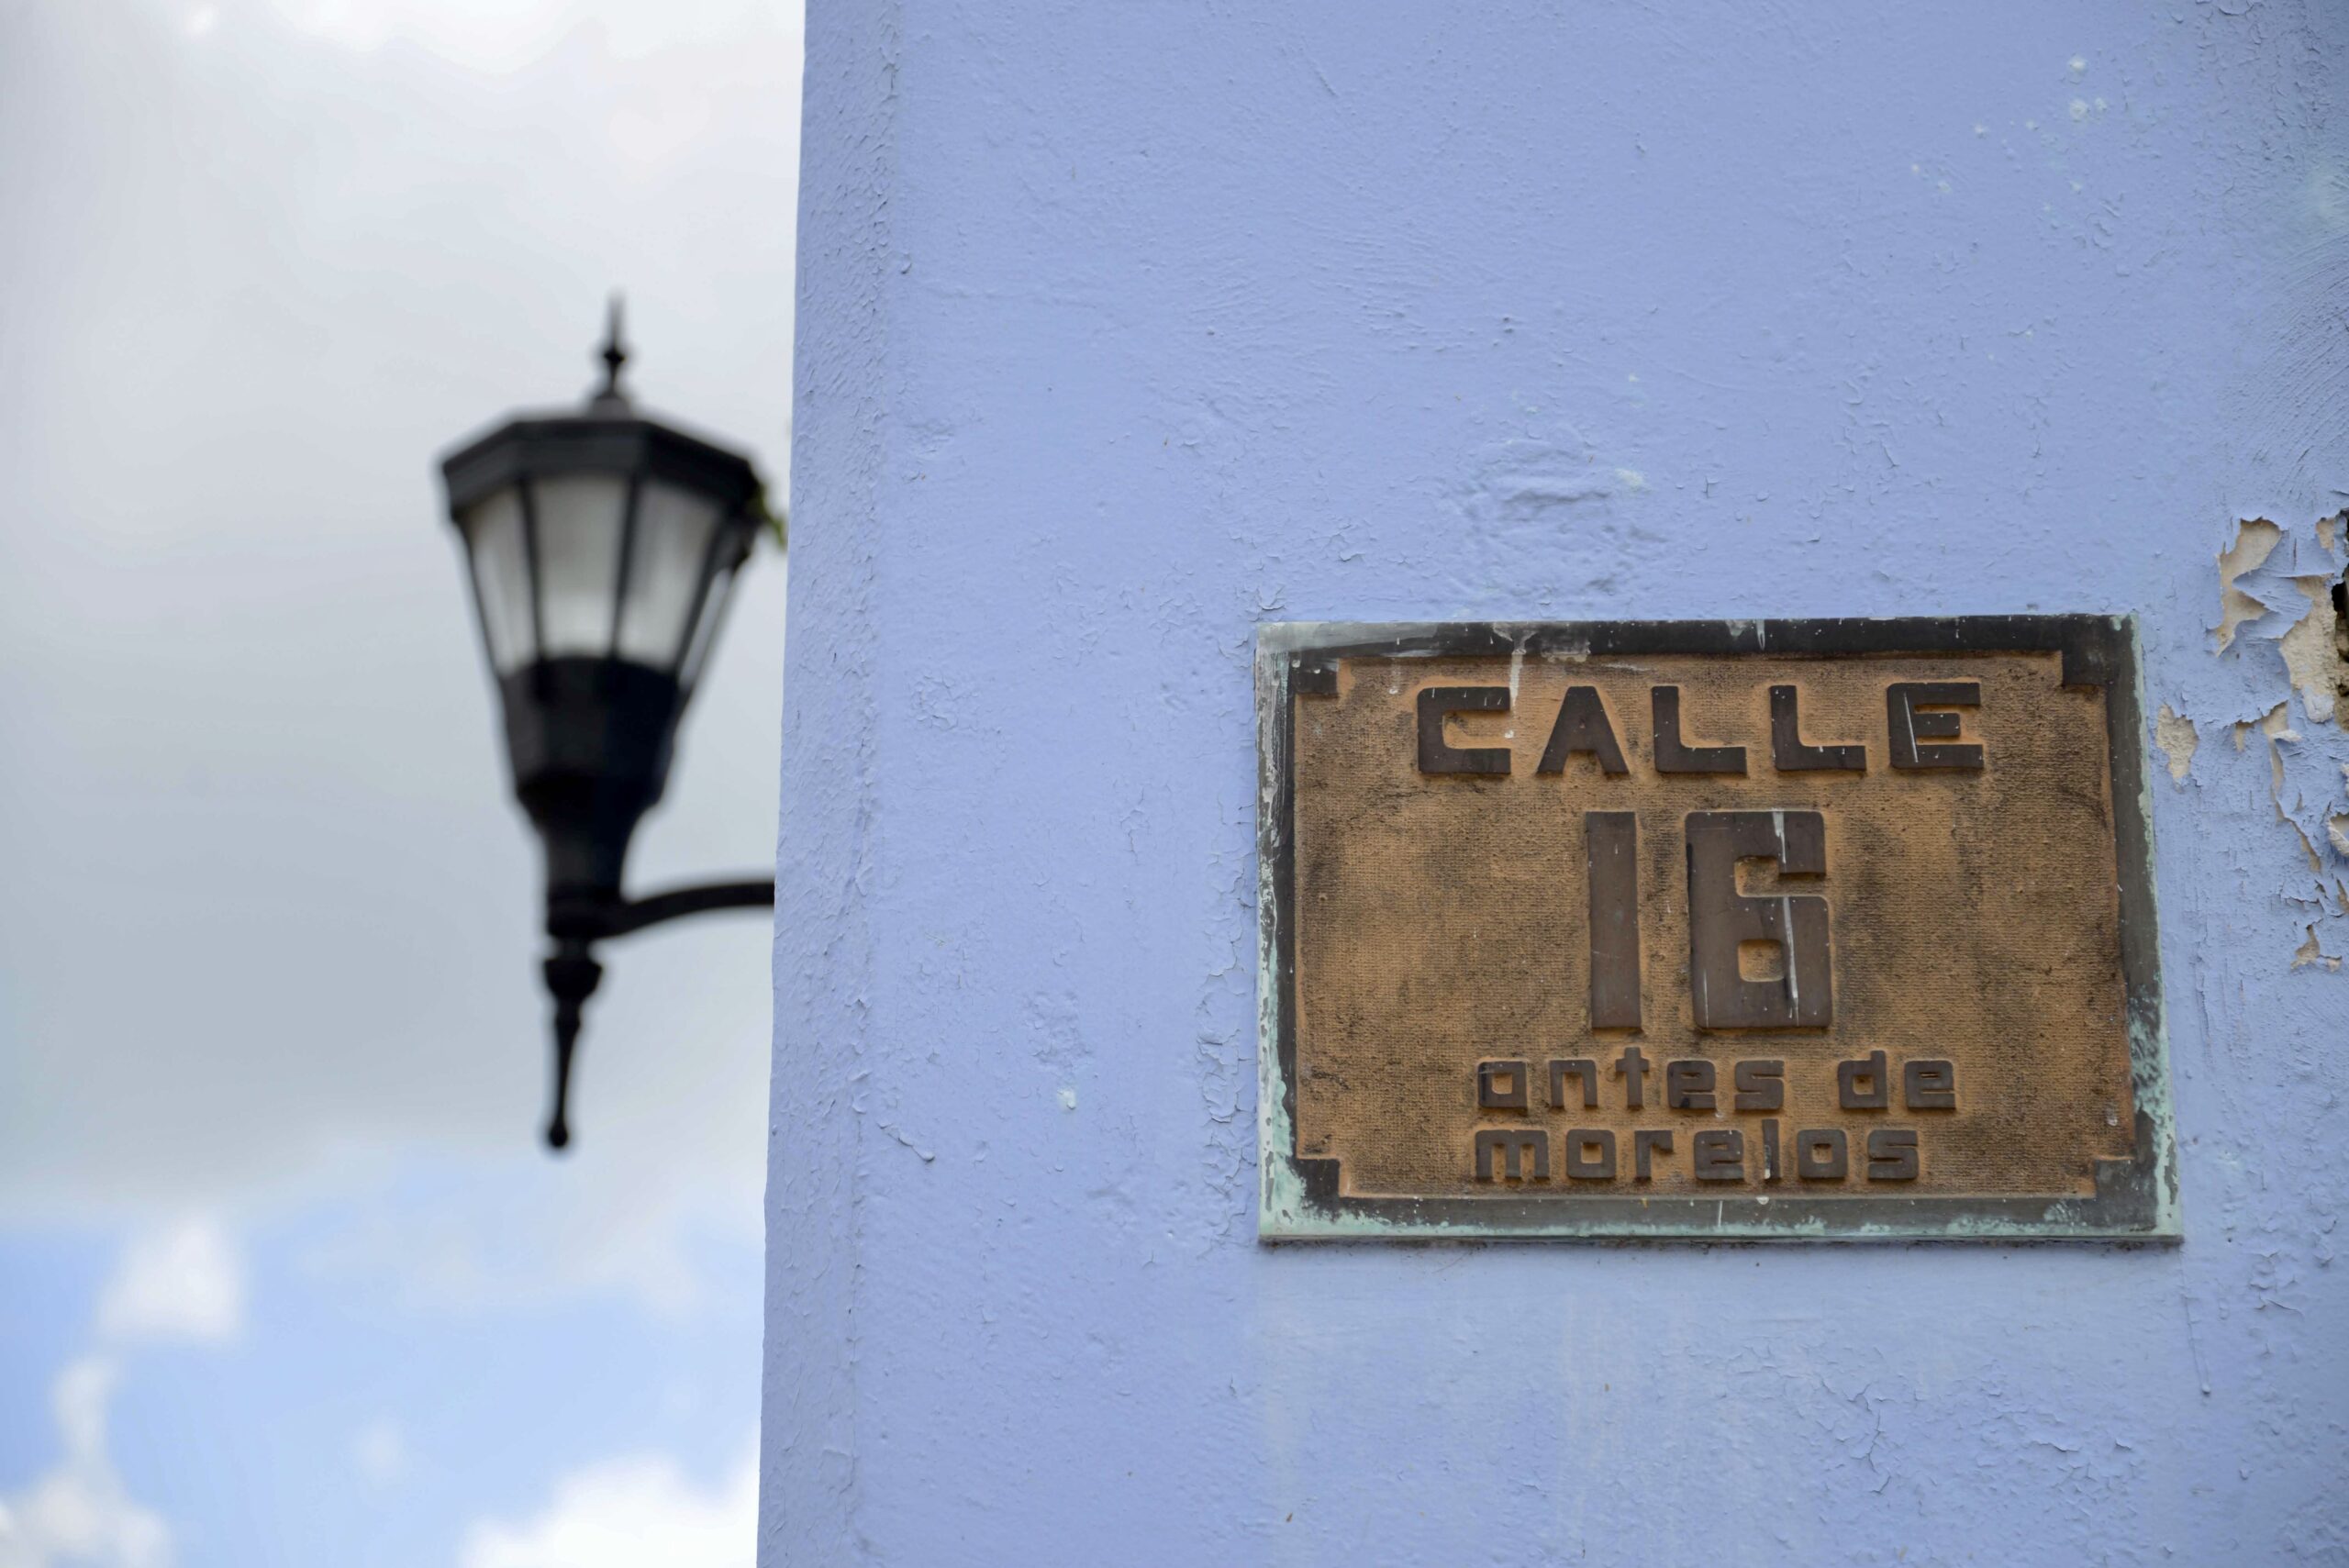 CALLE
16
antes de
morelos